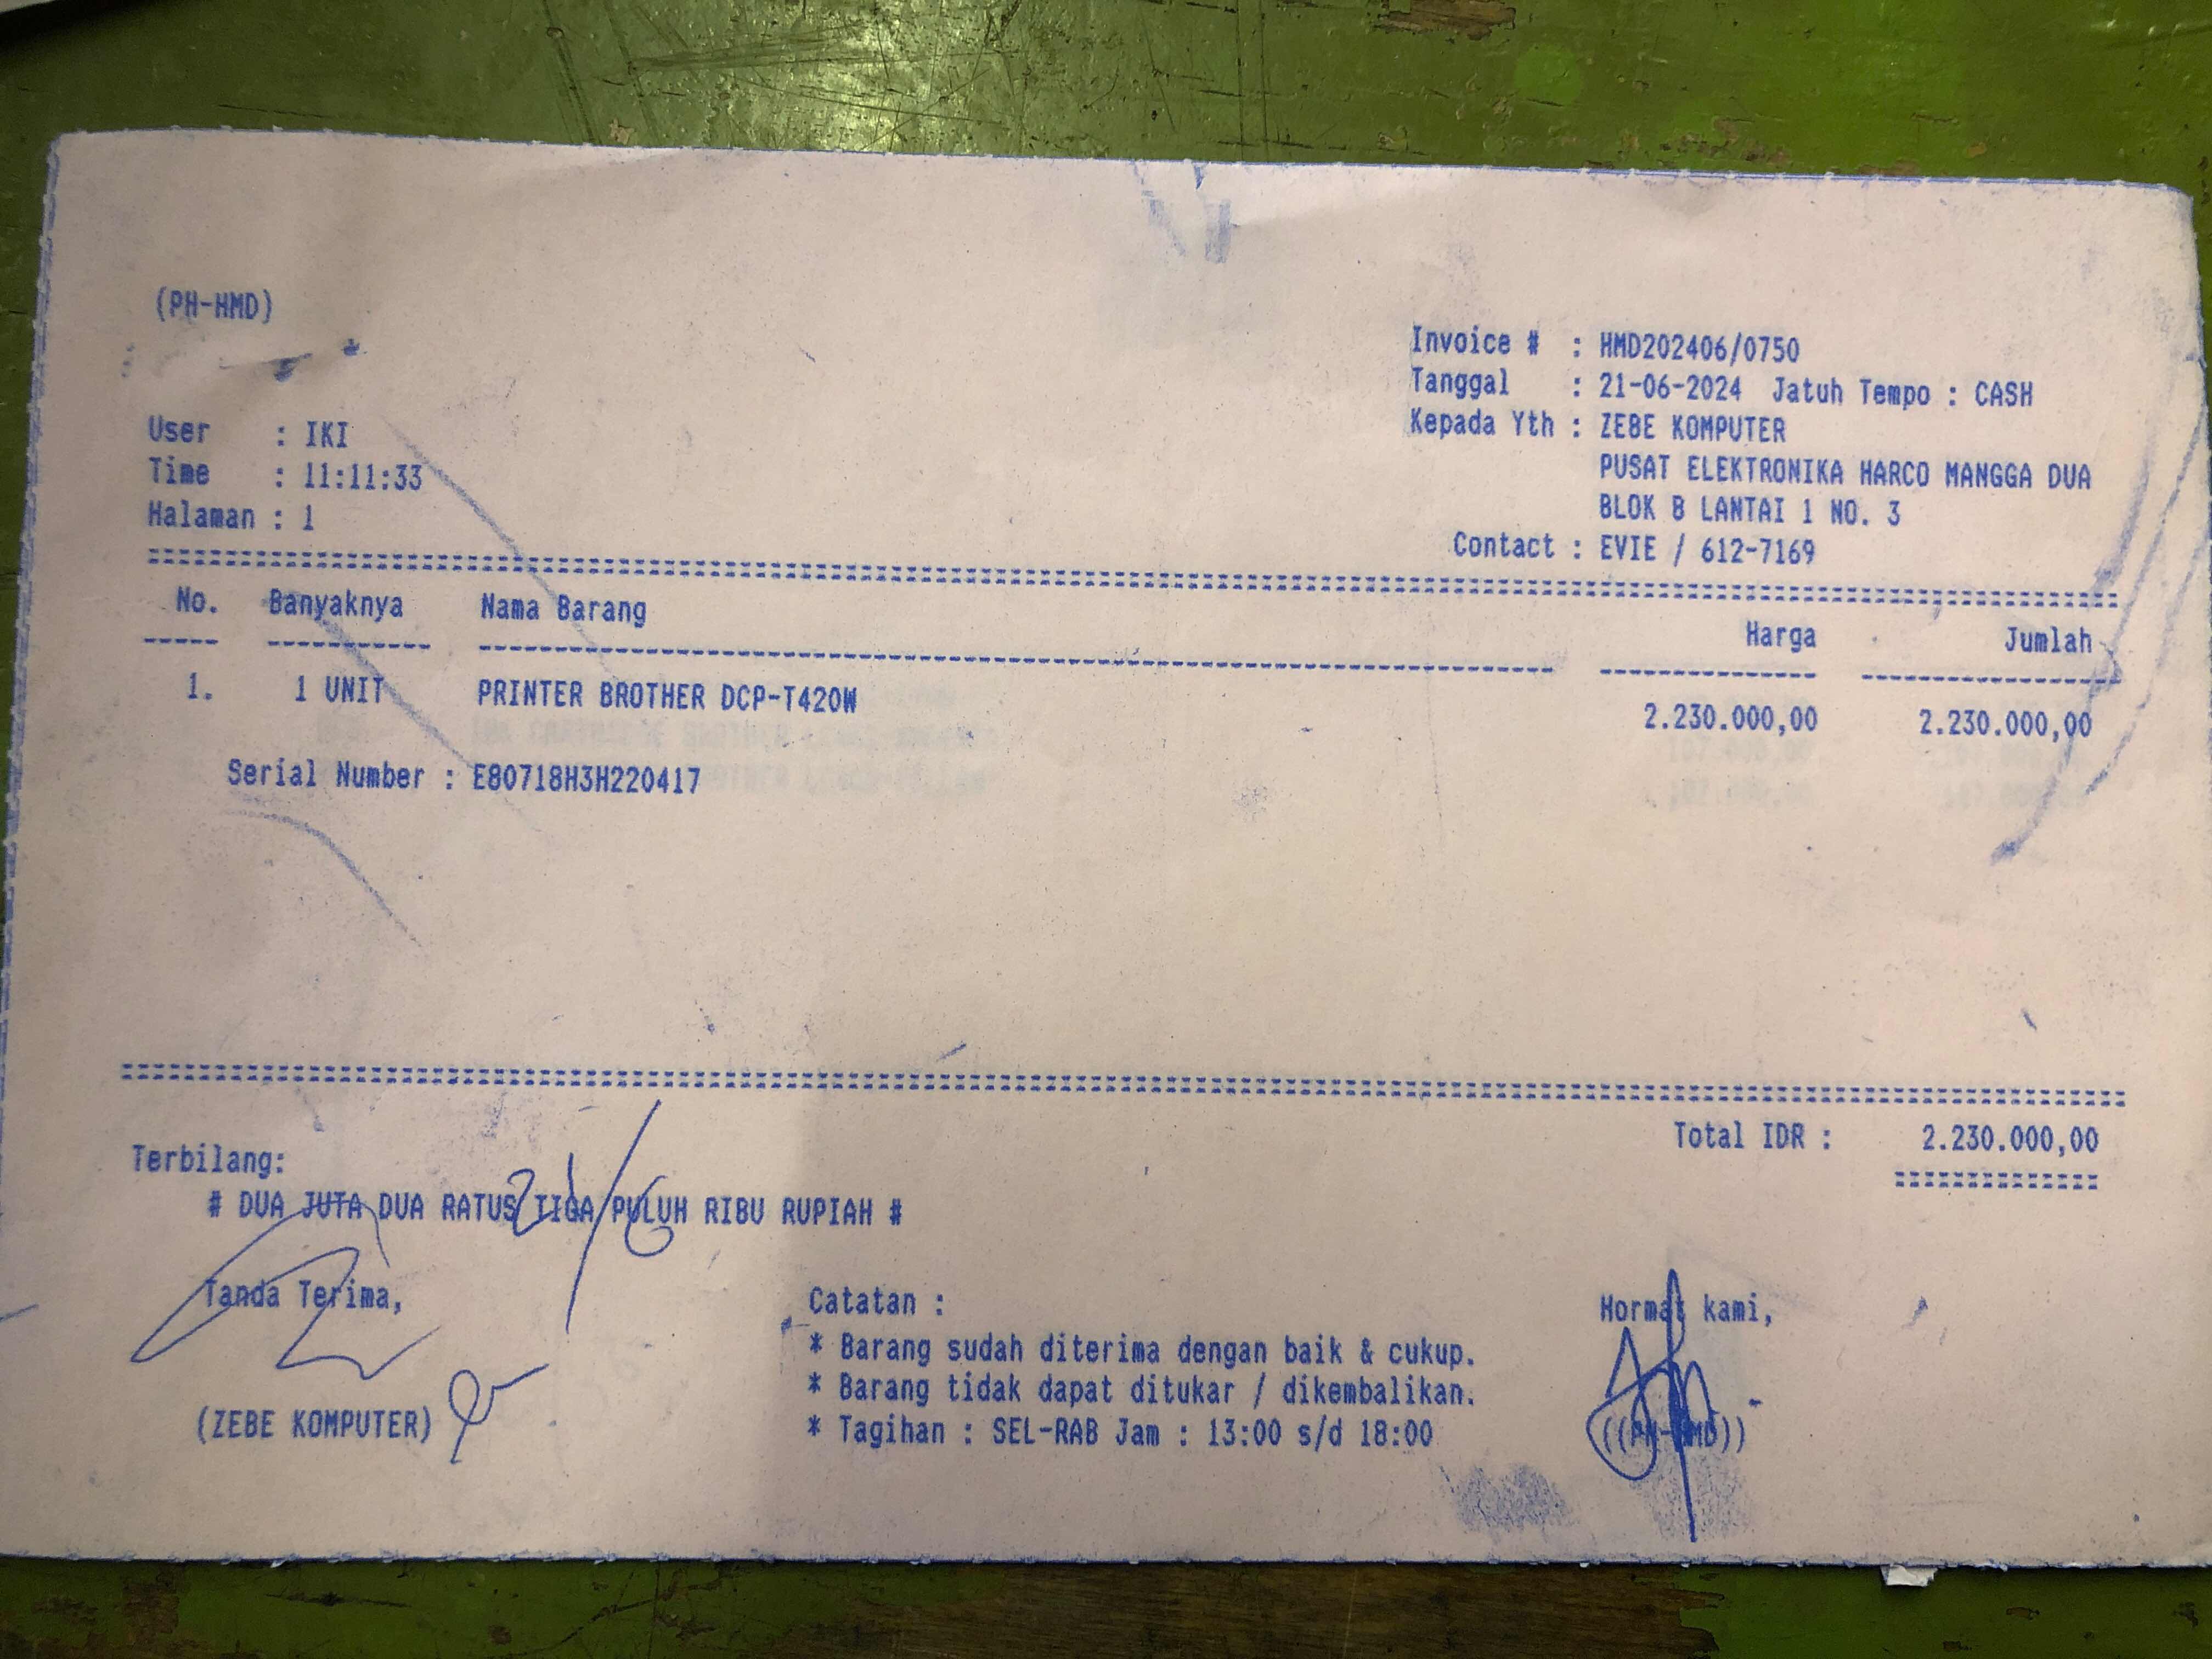 (PH-HMD)
Invoice # : HMD202406/0750
Tanggal : 21-06-2024 Jatuh Tempo : CASH
Kepada Yth : ZEBE KOMPUTER
PUSAT ELEKTRONIKA HARCO MANGGA DUA
BLOK B LANTAI 1 NO. 3
Contact : EVIE / 612-7169
User : IKI
Time : 11:11:33
Halaman : 1
No. Banyaknya Nama Barang Harga Jumlah
1. 1 UNIT PRINTER BROTHER DCP-T420W 2.230.000,00 2.230.000,00
Serial Number : E80718H3H220417
Total IDR : 2.230.000,00
Terbilang:
# DUA JUTA DUA RATUS TIGA PULUH RIBU RUPIAH #
21/6
Tanda Terima,
(ZEBE KOMPUTER)
Catatan :
* Barang sudah diterima dengan baik & cukup.
* Barang tidak dapat ditukar / dikembalikan.
* Tagihan : SEL-RAB Jam : 13:00 s/d 18:00
Hormat kami,
((PH-HMD))